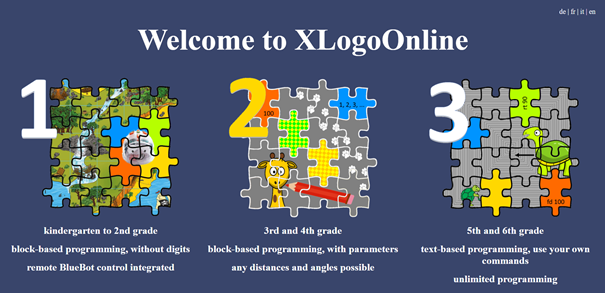 de | fr | it | en
Welcome to XLogoOnline
1
2
100
1, 2, 3, ...
3
rt 90
fd 100
kindergarten to 2nd grade
block-based programming, without digits
remote BlueBot control integrated
3rd and 4th grade
block-based programming, with parameters
any distances and angles possible
5th and 6th grade
text-based programming, use your own
commands
unlimited programming